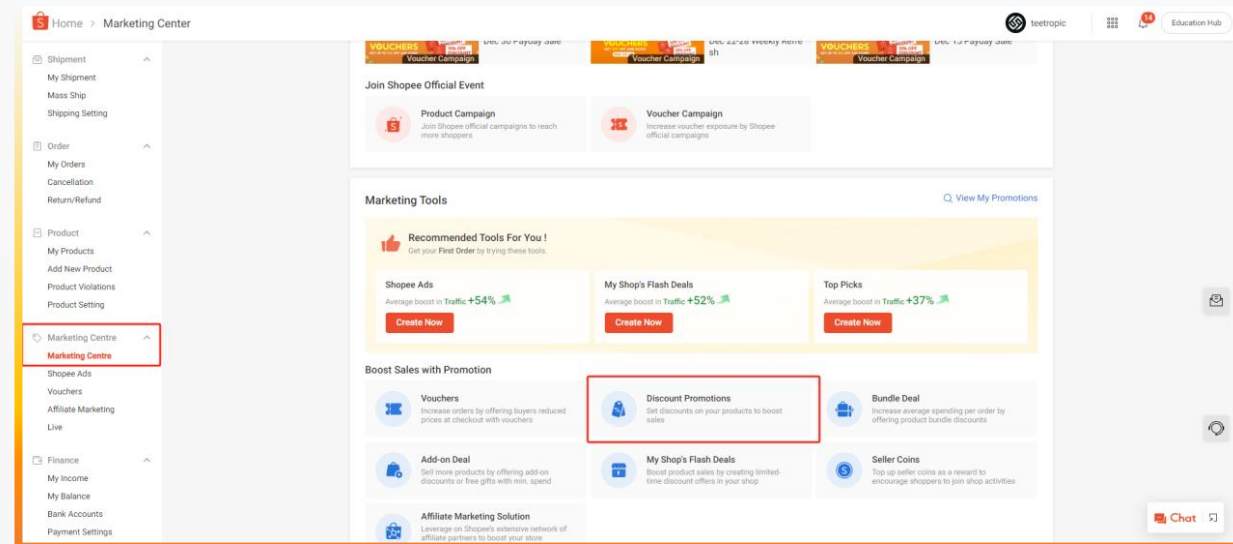 Home > Marketing Center
teetropic
14
Education Hub
Shipment
My Shipment
Mass Ship
Shipping Setting
Order
My Orders
Cancellation
Return/Refund
Product
My Products
Add New Product
Product Violations
Product Setting
Marketing Centre
Marketing Centre
Shopee Ads
Vouchers
Affiliate Marketing
Live
Finance
My Income
My Balance
Bank Accounts
Payment Settings
VOUCHERS
Voucher Campaign
Dec 30 Payday Sale
VOUCHERS
Voucher Campaign
Dec 22-28 Weekly Refre
sh
VOUCHERS
Voucher Campaign
Dec 15 Payday Sale
Join Shopee Official Event
Product Campaign
Join Shopee official campaigns to reach
more shoppers
Voucher Campaign
Increase voucher exposure by Shopee
official campaigns
Marketing Tools
View My Promotions
Recommended Tools For You !
Get your First Order by trying these tools.
Shopee Ads
Average boost in Traffic +54%
Create Now
My Shop's Flash Deals
Average boost in Traffic +52%
Create Now
Top Picks
Average boost in Traffic +37%
Create Now
Boost Sales with Promotion
Vouchers
Increase orders by offering buyers reduced
prices at checkout with vouchers
Discount Promotions
Set discounts on your products to boost
sales
Bundle Deal
Increase average spending per order by
offering product bundle discounts
Add-on Deal
Sell more products by offering add-on
discounts or free gifts with min. spend
My Shop's Flash Deals
Boost product sales by creating limited-
time discount offers in your shop
Seller Coins
Top up seller coins as a reward to
encourage shoppers to join shop activities
Affiliate Marketing Solution
Leverage on Shopee's extensive network of
affiliate partners to boost your store
Chat